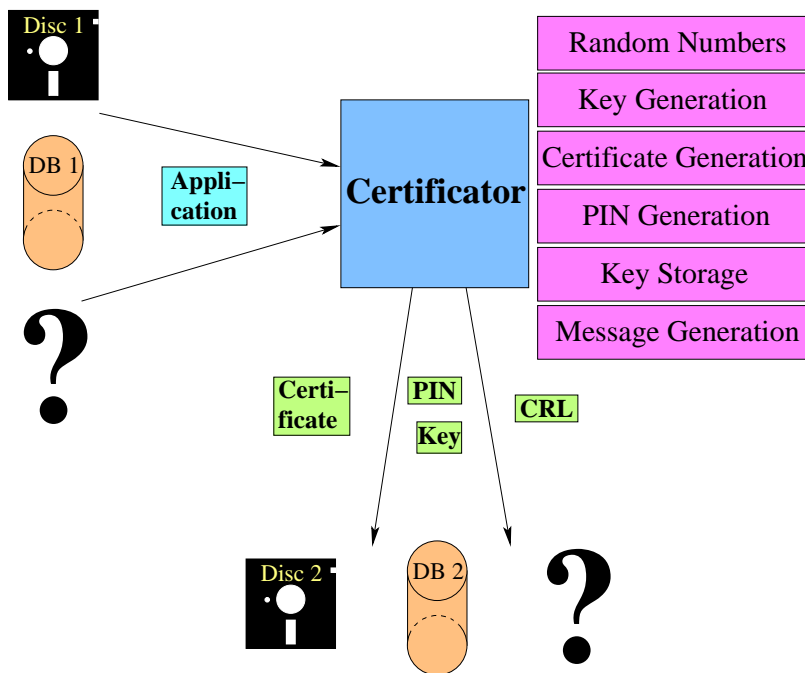 Disc 1
Random Numbers
Key Generation
DB 1
Certificate Generation
Appli–
cation
Certificator
PIN Generation
Key Storage
?
Message Generation
Certi–
ficate
PIN
Key
CRL
Disc 2
DB 2
?